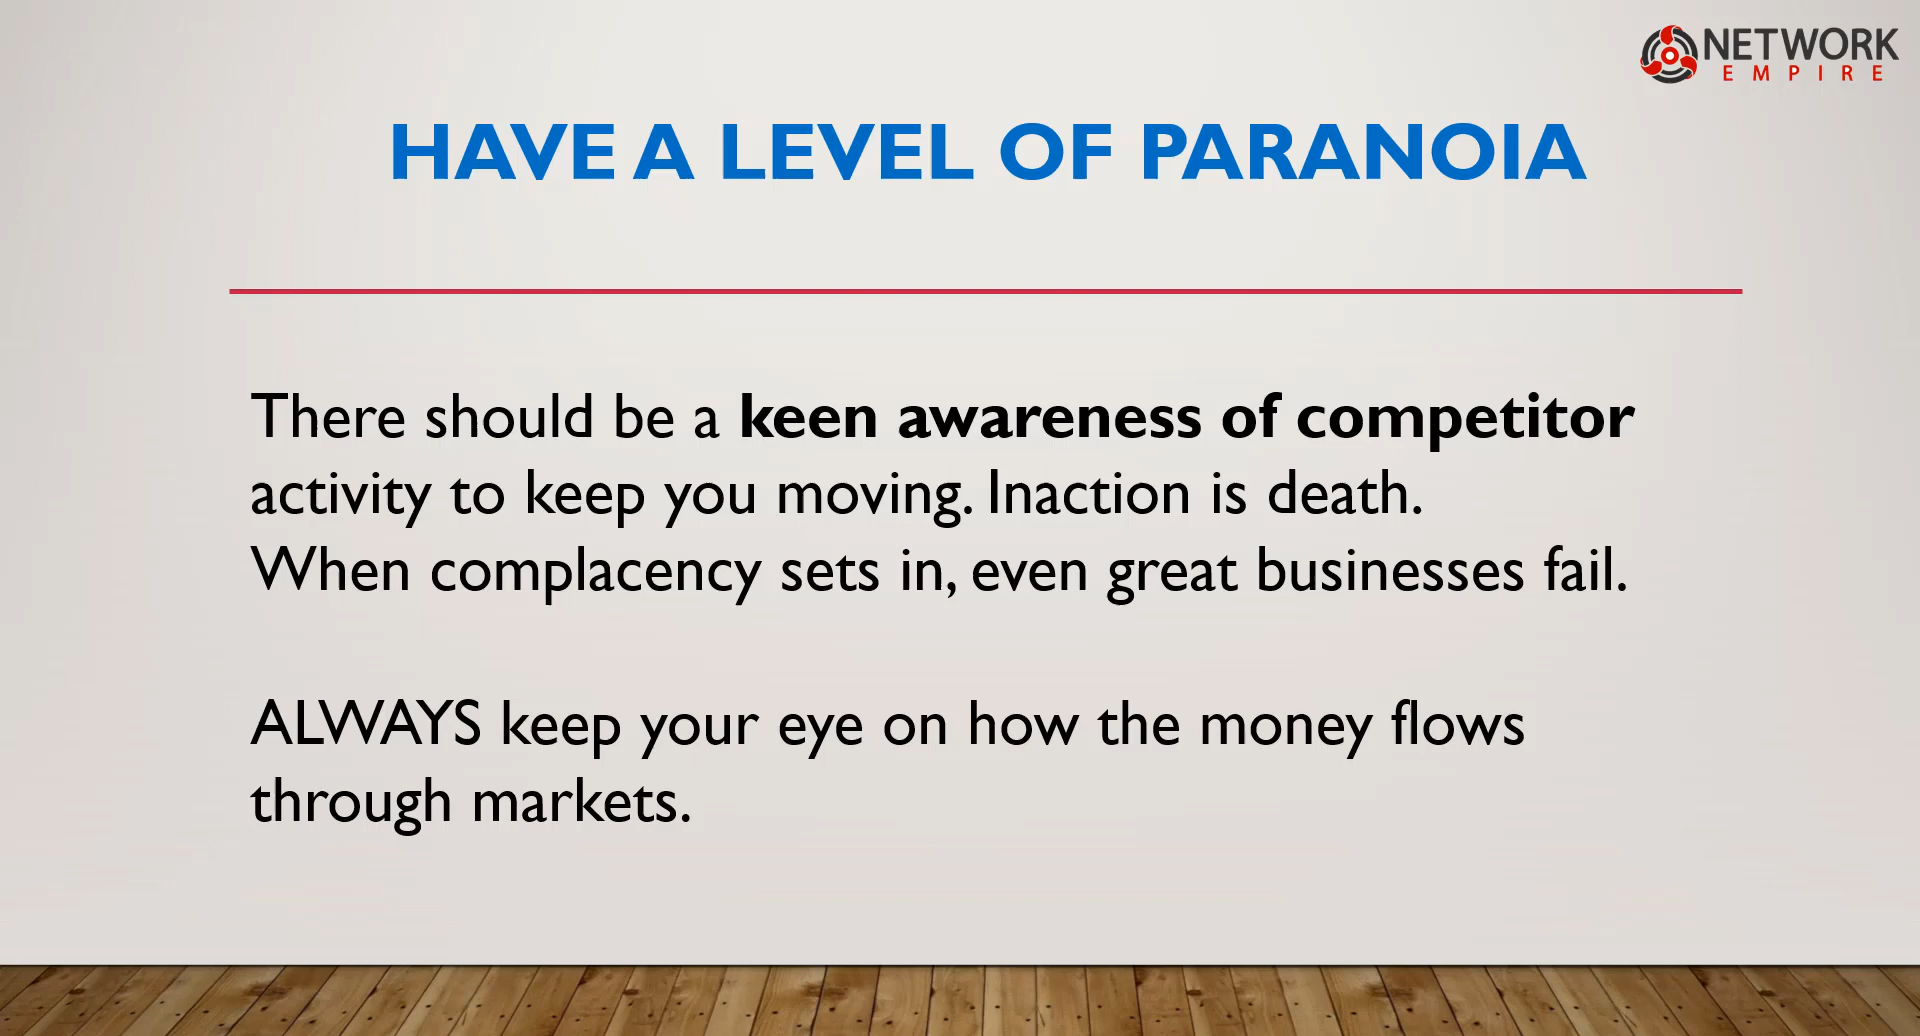 NETWORK
EMPIRE
HAVE A LEVEL OF PARANOIA
There should be a keen awareness of competitor
activity to keep you moving. Inaction is death.
When complacency sets in, even great businesses fail.
ALWAYS keep your eye on how the money flows
through markets.